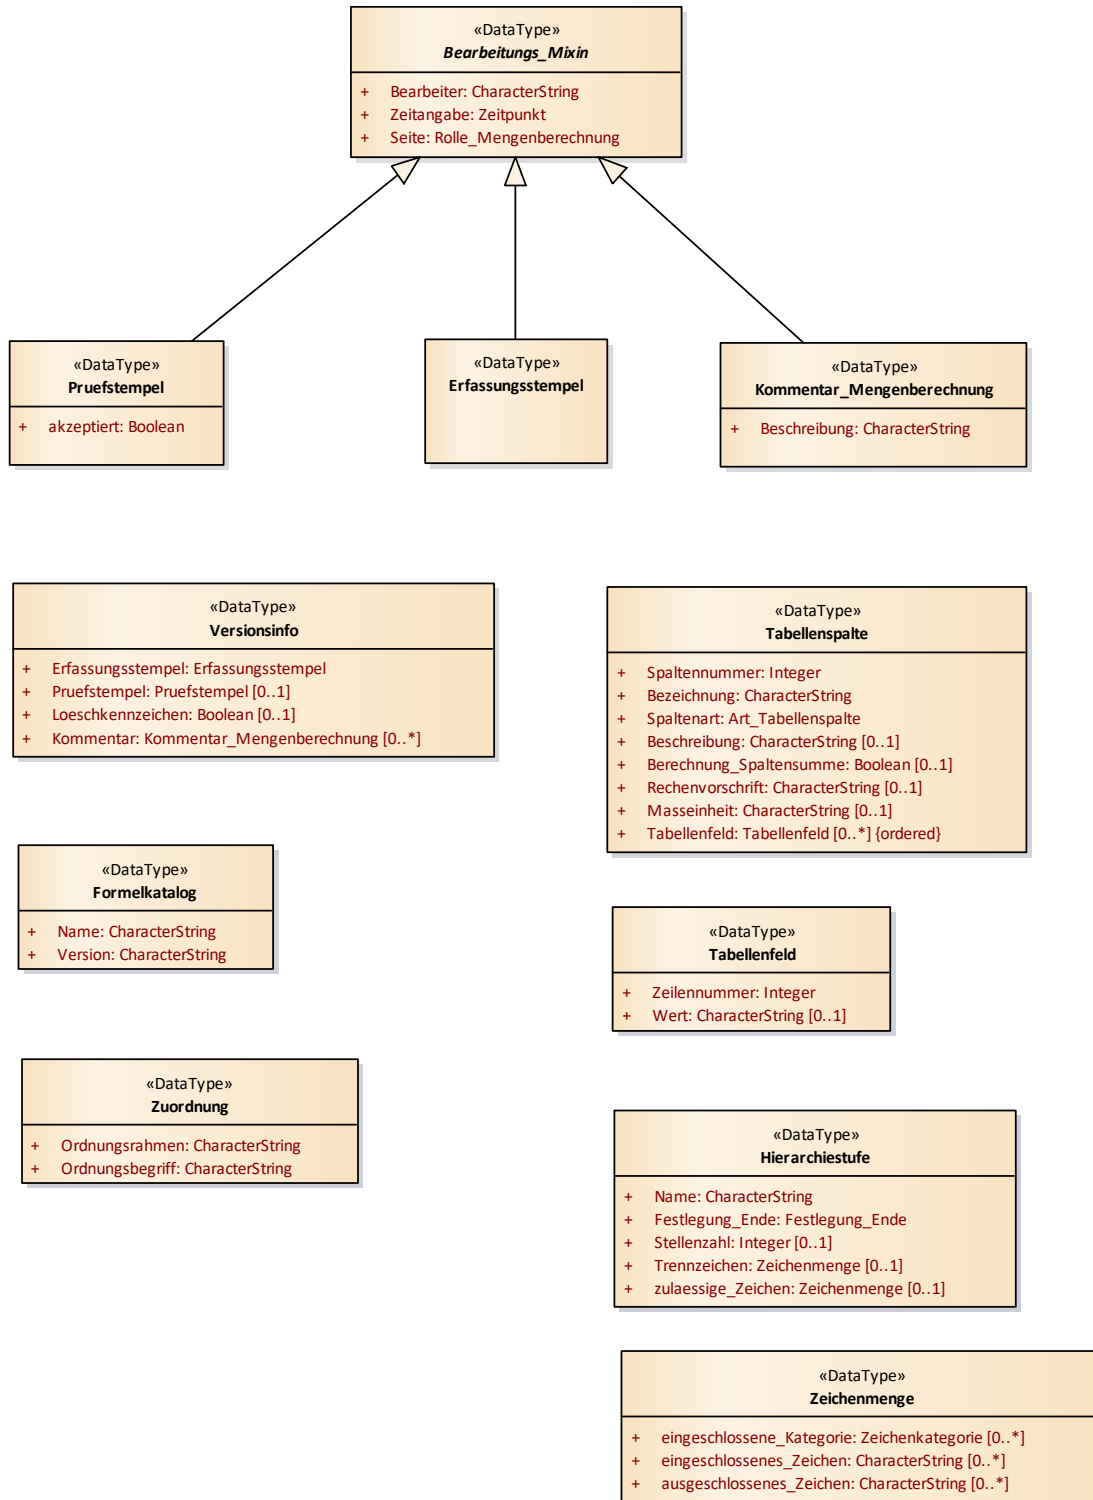 «DataType»
Bearbeitungs_Mixin
+ Bearbeiter: CharacterString
+ Zeitangabe: Zeitpunkt
+ Seite: Rolle_Mengenberechnung
«DataType»
Pruefstempel
+ akzeptiert: Boolean
«DataType»
Erfassungsstempel
«DataType»
Kommentar_Mengenberechnung
+ Beschreibung: CharacterString
«DataType»
Versionsinfo
+ Erfassungsstempel: Erfassungsstempel
+ Pruefstempel: Pruefstempel [0..1]
+ Loeschkennzeichen: Boolean [0..1]
+ Kommentar: Kommentar_Mengenberechnung [0..*]
«DataType»
Tabellenspalte
+ Spaltennummer: Integer
+ Bezeichnung: CharacterString
+ Spaltenart: Art_Tabellenspalte
+ Beschreibung: CharacterString [0..1]
+ Berechnung_Spaltensumme: Boolean [0..1]
+ Rechenvorschrift: CharacterString [0..1]
+ Masseinheit: CharacterString [0..1]
+ Tabellenfeld: Tabellenfeld [0..*] {ordered}
«DataType»
Formelkatalog
+ Name: CharacterString
+ Version: CharacterString
«DataType»
Tabellenfeld
+ Zeilennummer: Integer
+ Wert: CharacterString [0..1]
«DataType»
Zuordnung
+ Ordnungsrahmen: CharacterString
+ Ordnungsbegriff: CharacterString
«DataType»
Hierarchiestufe
+ Name: CharacterString
+ Festlegung_Ende: Festlegung_Ende
+ Stellenzahl: Integer [0..1]
+ Trennzeichen: Zeichenmenge [0..1]
+ zulaessige_Zeichen: Zeichenmenge [0..1]
«DataType»
Zeichenmenge
+ eingeschlossene_Kategorie: Zeichenkategorie [0..*]
+ eingeschlossenes_Zeichen: CharacterString [0..*]
+ ausgeschlossenes_Zeichen: CharacterString [0..*]